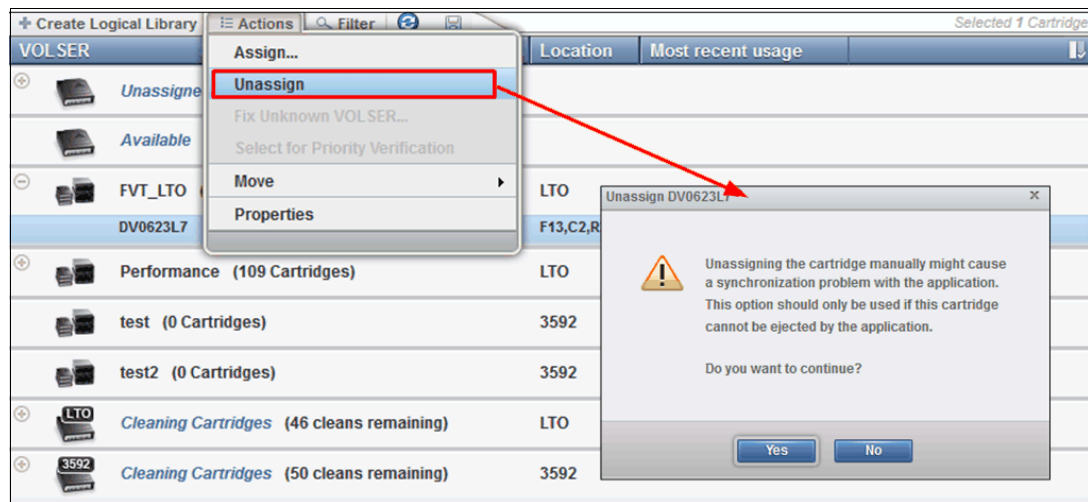 Create Logical Library Actions Filter Selected 1 Cartridge
VOLSER Location Most recent usage
Assign...
Unassigne Unassign
Fix Unknown VOLSER...
Available Select for Priority Verification
FVT_LTO Move LTO
Properties
DV0623L7 F13,C2,R
Performance (109 Cartridges) LTO
test (0 Cartridges) 3592
test2 (0 Cartridges) 3592
LTO Cleaning Cartridges (46 cleans remaining) LTO
3592 Cleaning Cartridges (50 cleans remaining) 3592
Unassign DV0623L7 x
Unassigning the cartridge manually might cause
a synchronization problem with the application.
This option should only be used if this cartridge
cannot be ejected by the application.
Do you want to continue?
Yes No